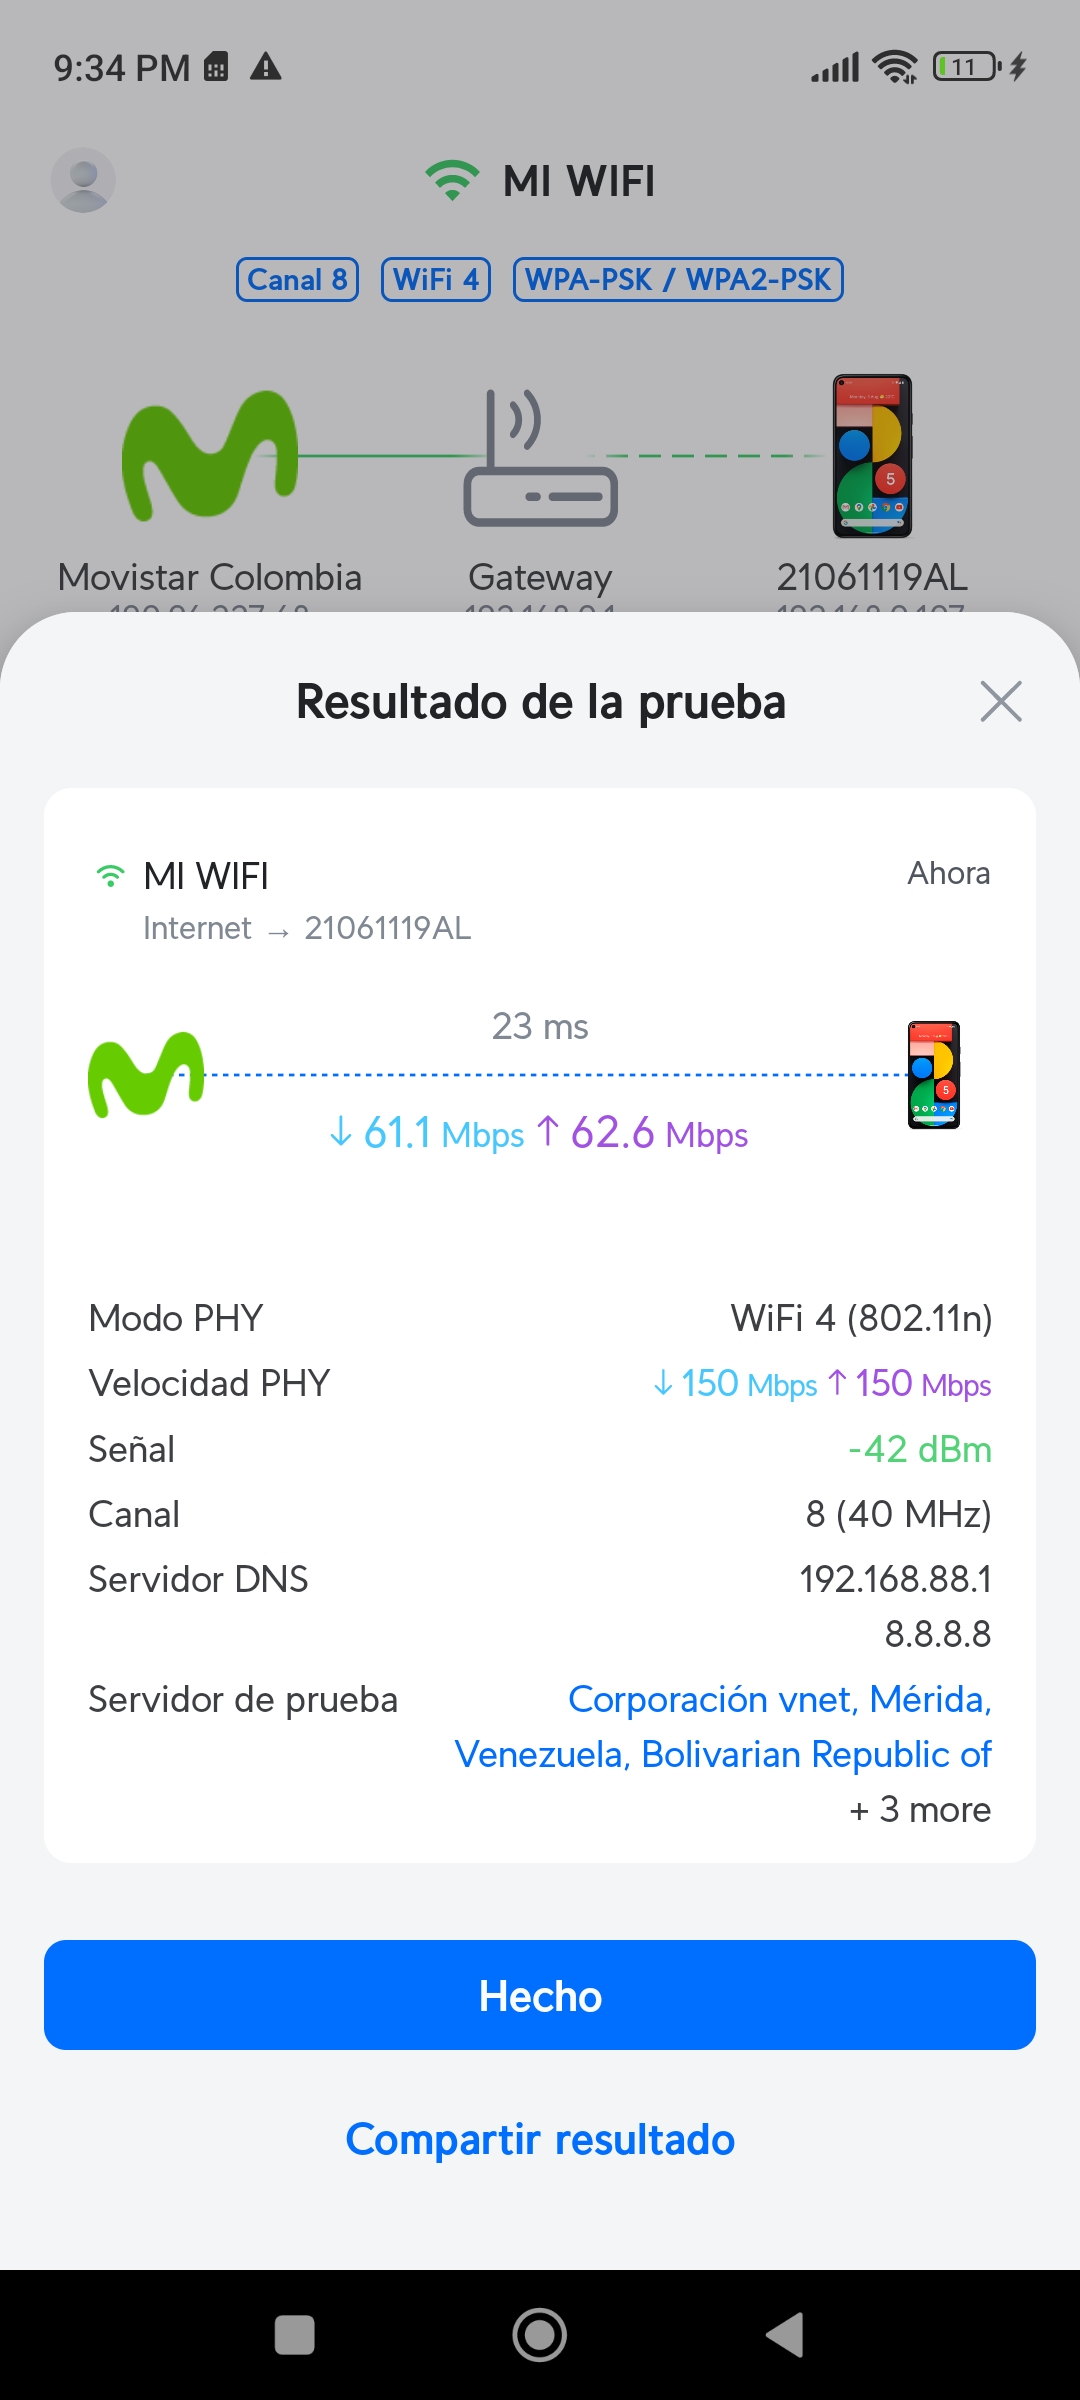 9:34 PM
11
MI WIFI
Canal 8 WiFi 4 WPA-PSK / WPA2-PSK
Movistar Colombia Gateway 21061119AL
Resultado de la prueba
MI WIFI Ahora
Internet → 21061119AL
23 ms
↓ 61.1 Mbps ↑ 62.6 Mbps
Modo PHY WiFi 4 (802.11n)
Velocidad PHY ↓ 150 Mbps ↑ 150 Mbps
Señal -42 dBm
Canal 8 (40 MHz)
Servidor DNS 192.168.88.1
8.8.8.8
Servidor de prueba Corporación vnet, Mérida,
Venezuela, Bolivarian Republic of
+ 3 more
Hecho
Compartir resultado